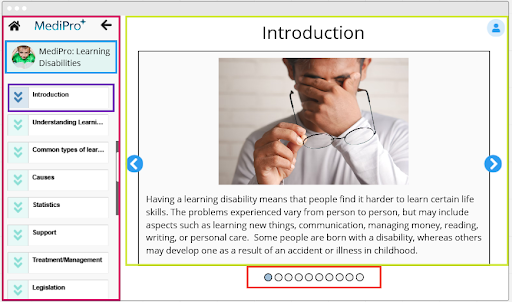 MediPro+
MediPro: Learning
Disabilities
Introduction
Understanding Learni...
Common types of lear...
Causes
Statistics
Support
Treatment/Management
Legislation
Introduction
Having a learning disability means that people find it harder to learn certain life
skills. The problems experienced vary from person to person, but may include
aspects such as learning new things, communication, managing money, reading,
writing, or personal care. Some people are born with a disability, whereas others
may develop one as a result of an accident or illness in childhood.